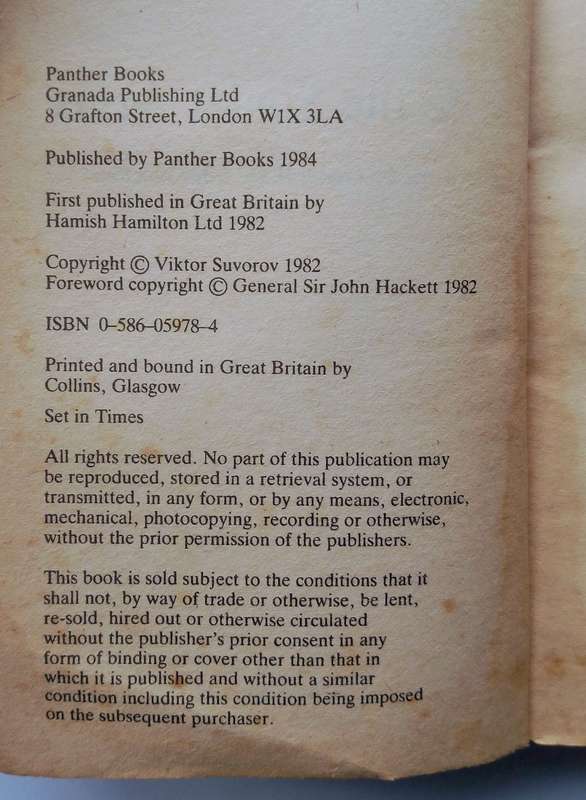 Panther Books
Granada Publishing Ltd
8 Grafton Street, London W1X 3LA
Published by Panther Books 1984
First published in Great Britain by
Hamish Hamilton Ltd 1982
Copyright © Viktor Suvorov 1982
Foreword copyright © General Sir John Hackett 1982
ISBN 0–586–05978–4
Printed and bound in Great Britain by
Collins, Glasgow
Set in Times
All rights reserved. No part of this publication may
be reproduced, stored in a retrieval system, or
transmitted, in any form, or by any means, electronic,
mechanical, photocopying, recording or otherwise,
without the prior permission of the publishers.
This book is sold subject to the conditions that it
shall not, by way of trade or otherwise, be lent,
re-sold, hired out or otherwise circulated
without the publisher's prior consent in any
form of binding or cover other than that in
which it is published and without a similar
condition including this condition being imposed
on the subsequent purchaser.